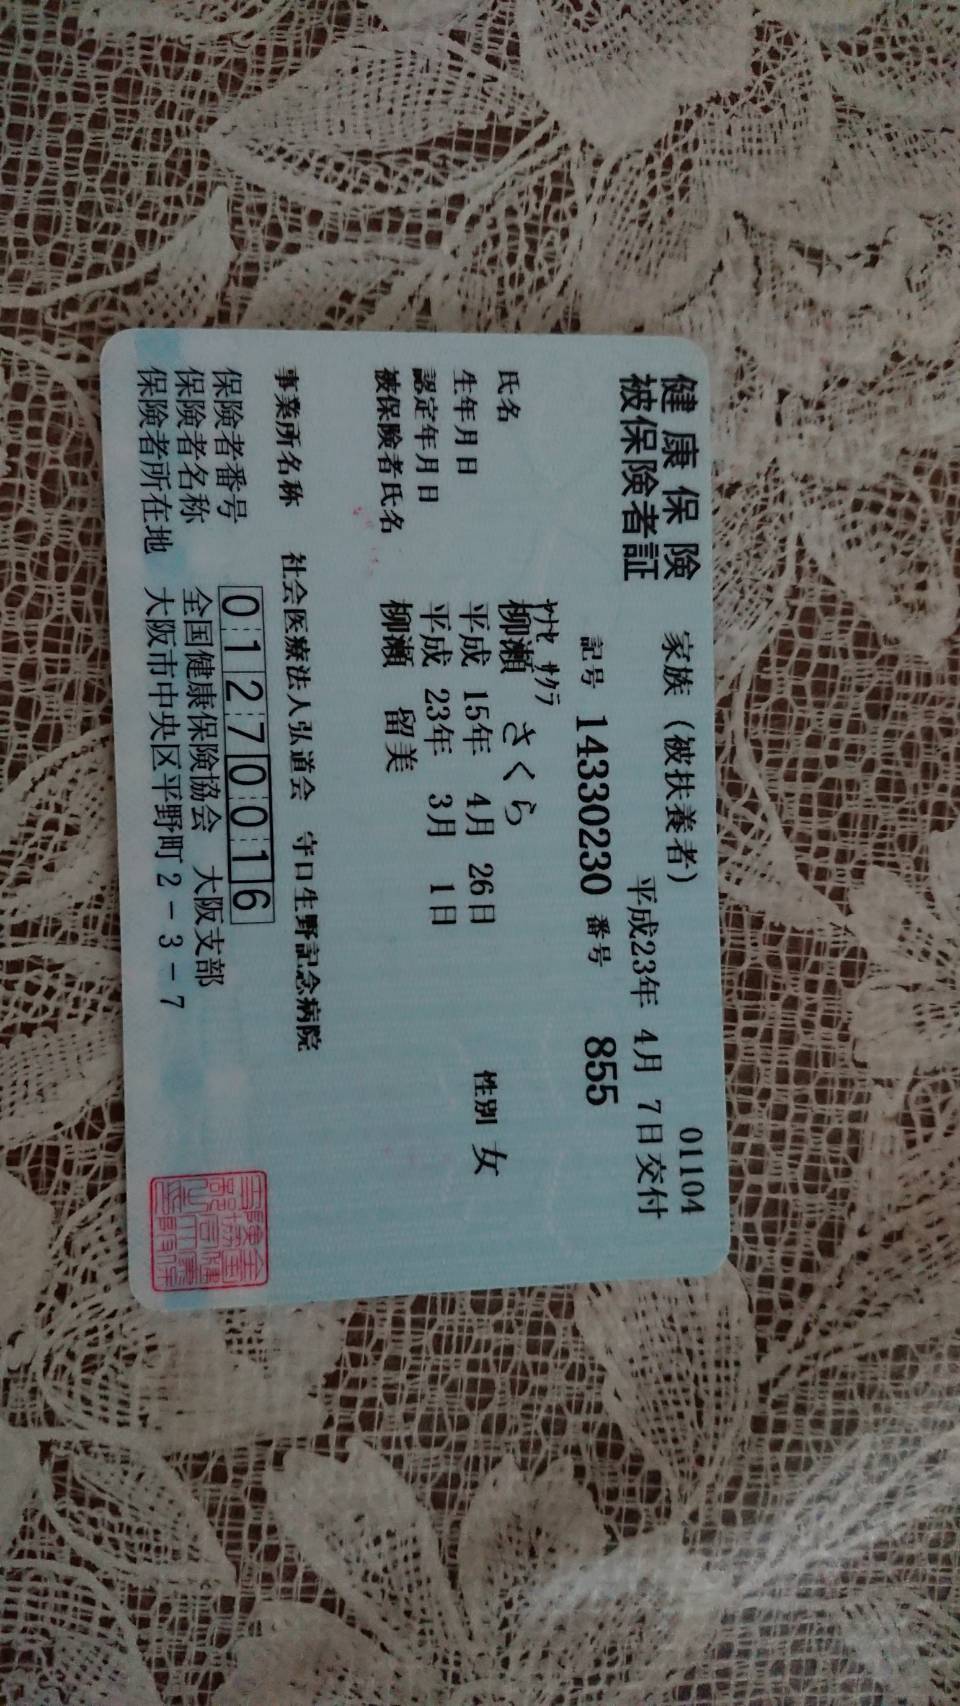 健康保険 家族（被扶養者） 01104
被保険者証 平成23年 4月 7日交付
記号 14330230 番号 855
ヤナセ サクラ
氏名 柳瀬 さくら
生年月日 平成 15年 4月 26日 性別 女
認定年月日 平成 23年 3月 1日
被保険者氏名 柳瀬 留美
事業所名称 社会医療法人弘道会 守口生野記念病院
保険者番号 01270016
保険者名称 全国健康保険協会 大阪支部
保険者所在地 大阪市中央区平野町2-3-7